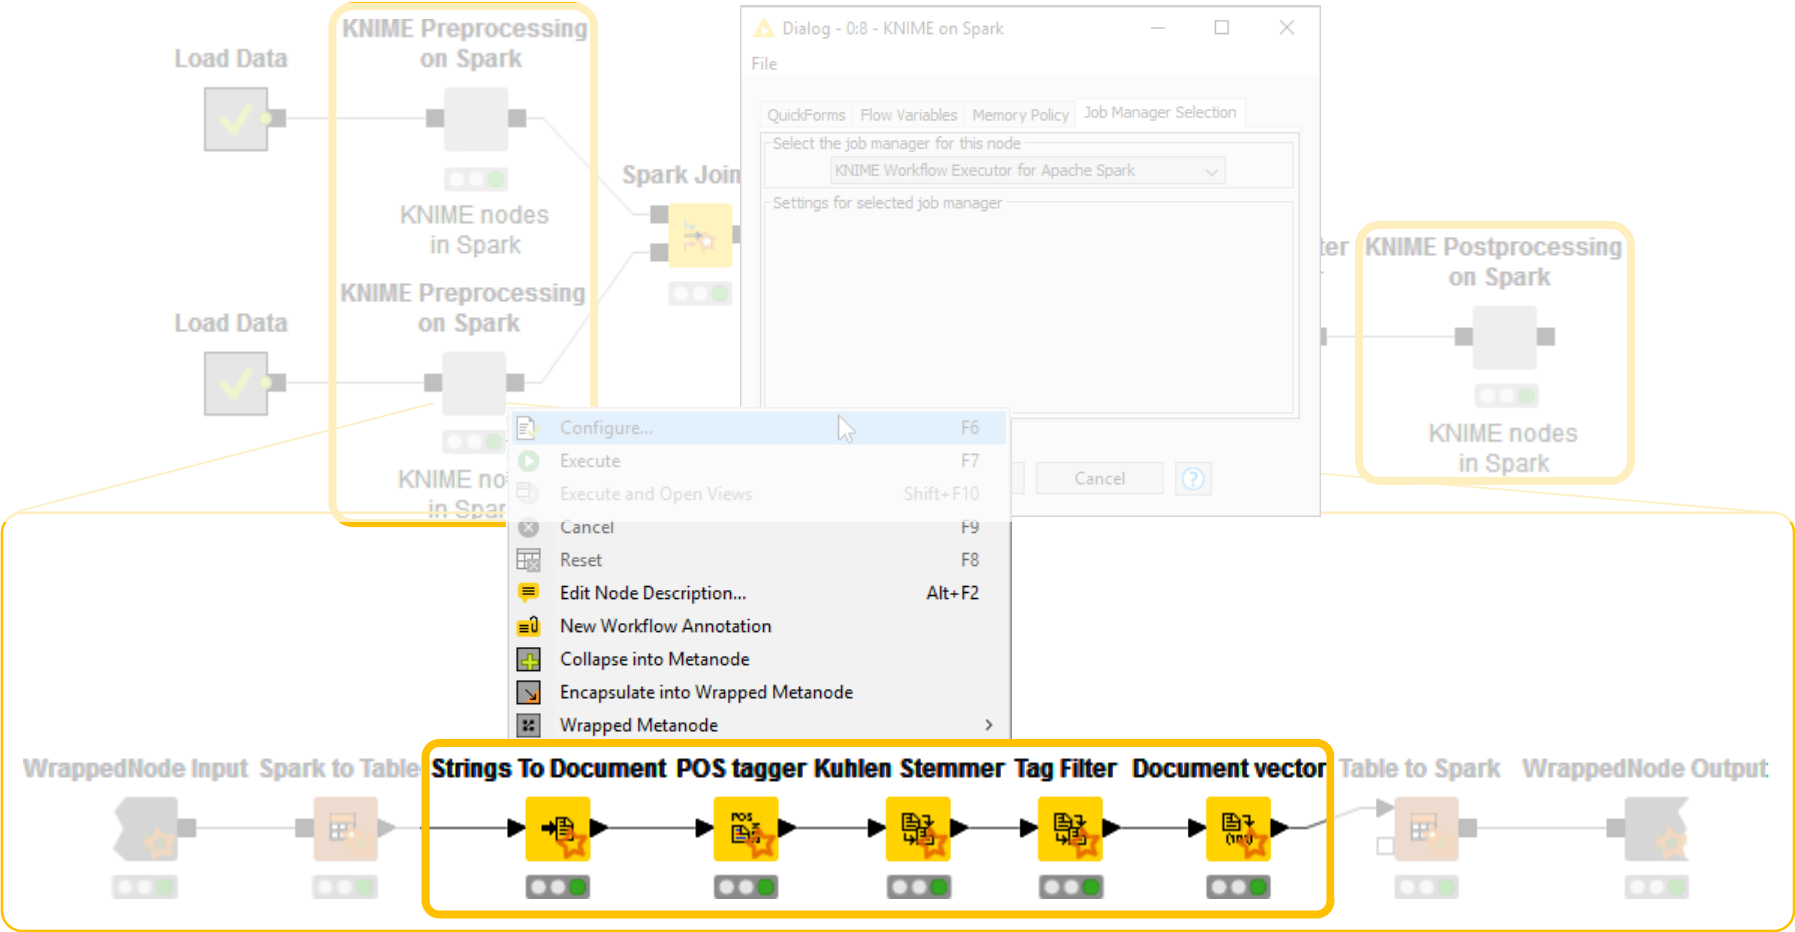 KNIME Preprocessing
on Spark
Load Data
KNIME nodes
in Spark
Spark Join
KNIME Preprocessing
on Spark
Load Data
KNIME no
in Spar
Dialog - 0:8 - KNIME on Spark
File
QuickForms Flow Variables Memory Policy Job Manager Selection
Select the job manager for this node
KNIME Workflow Executor for Apache Spark
Settings for selected job manager
Cancel
?
ter
KNIME Postprocessing
on Spark
KNIME nodes
in Spark
Configure... F6
Execute F7
Execute and Open Views Shift+F10
Cancel F9
Reset F8
Edit Node Description... Alt+F2
New Workflow Annotation
Collapse into Metanode
Encapsulate into Wrapped Metanode
Wrapped Metanode
WrappedNode Input Spark to Table Strings To Document POS tagger Kuhlen Stemmer Tag Filter Document vector Table to Spark WrappedNode Output
POS